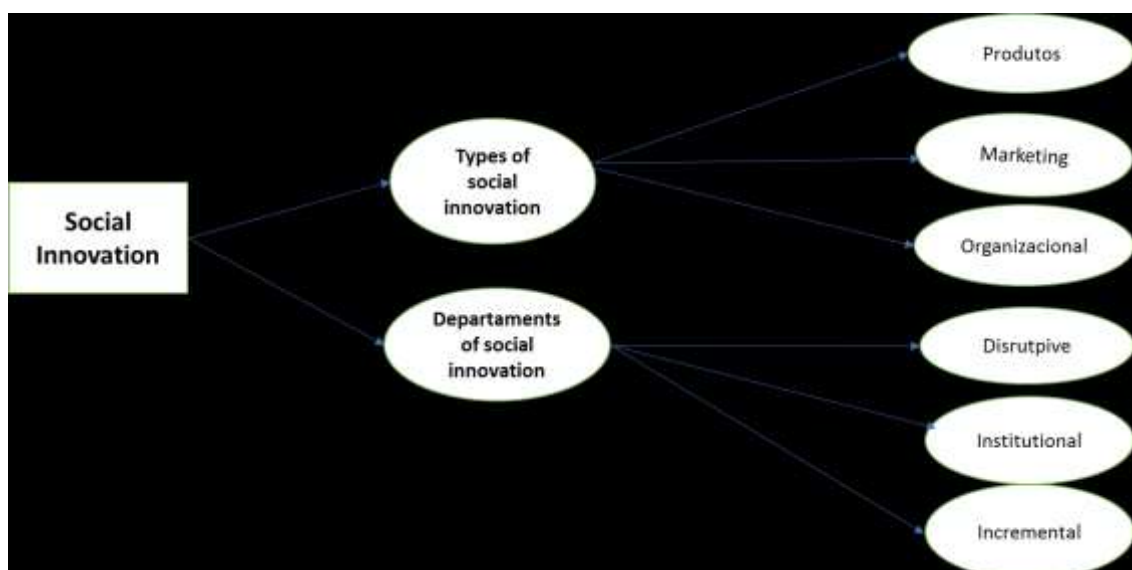 Social
Innovation
Types of
social
innovation
Departaments
of social
innovation
Produtos
Marketing
Organizacional
Disrutpive
Institutional
Incremental